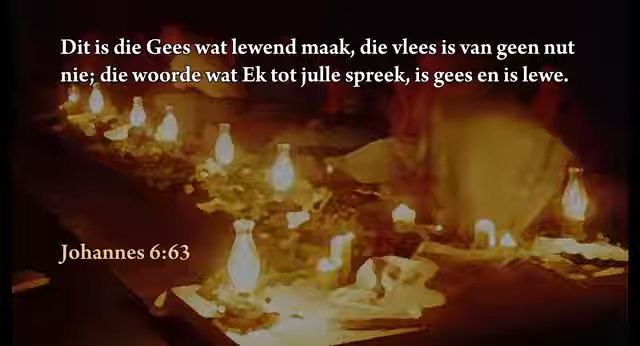 Dit is die Gees wat lewend maak, die vlees is van geen nut
nie; die woorde wat Ek tot julle spreek, is gees en is lewe.
Johannes 6:63